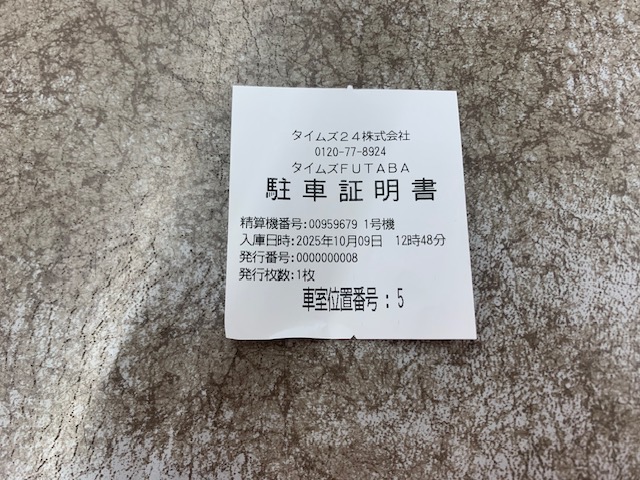 タイムズ24株式会社
0120-77-8924
タイムズFUTABA
駐車証明書
精算機番号:00959679 1号機
入庫日時:2025年10月09日 12時48分
発行番号:0000000008
発行枚数:1枚
車室位置番号:5